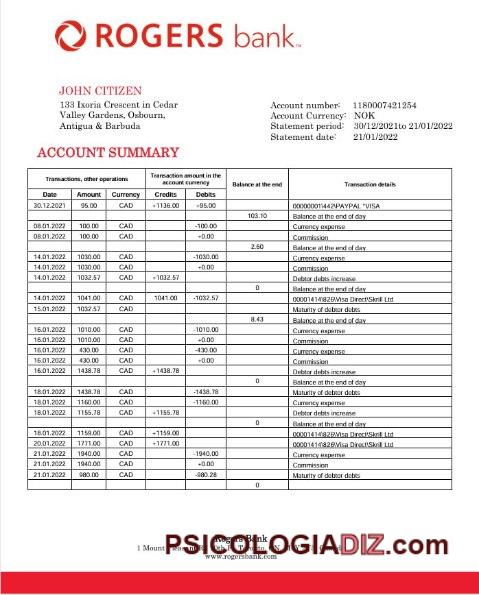 ROGERS bank
JOHN CITIZEN
133 Ixoria Crescent in Cedar
Valley Gardens, Osbourn,
Antigua & Barbuda
Account number: 1180007421254
Account Currency: NOK
Statement period: 30/12/2021to 21/01/2022
Statement date: 21/01/2022
ACCOUNT SUMMARY
Transactions, other operations Transaction amount in the account currency Balance at the end Transaction details
Date Amount Currency Credits Debits
30.12.2021 95.00 CAD +1136.00 +95.00 00000001\442\PAYPAL *VISA
103.10 Balance at the end of day
08.01.2022 100.00 CAD -100.00 Currency expense
08.01.2022 100.00 CAD +0.00 Commission
2.60 Balance at the end of day
14.01.2022 1030.00 CAD -1030.00 Currency expense
14.01.2022 1030.00 CAD +0.00 Commission
14.01.2022 1032.57 CAD +1032.57 Debtor debts increase
0 Balance at the end of day
14.01.2022 1041.00 CAD 1041.00 -1032.57 00001414\826\Visa Direct\Skrill Ltd
15.01.2022 1032.57 CAD Maturity of debtor debts
8.43 Balance at the end of day
16.01.2022 1010.00 CAD -1010.00 Currency expense
16.01.2022 1010.00 CAD +0.00 Commission
16.01.2022 430.00 CAD -430.00 Currency expense
16.01.2022 430.00 CAD +0.00 Commission
16.01.2022 1438.78 CAD +1438.78 Debtor debts increase
0 Balance at the end of day
18.01.2022 1438.78 CAD -1438.78 Maturity of debtor debts
18.01.2022 1160.00 CAD -1160.00 Currency expense
18.01.2022 1155.78 CAD +1155.78 Debtor debts increase
0 Balance at the end of day
18.01.2022 1159.00 CAD +1159.00 00001414\826\Visa Direct\Skrill Ltd
20.01.2022 1771.00 CAD +1771.00 00001414\826\Visa Direct\Skrill Ltd
21.01.2022 1940.00 CAD -1940.00 Currency expense
21.01.2022 1940.00 CAD +0.00 Commission
21.01.2022 980.00 CAD -980.28 Maturity of debtor debts
0
Rogers Bank
1 Mount
www.rogersbank.com
PSICOLOGIADIZ.com